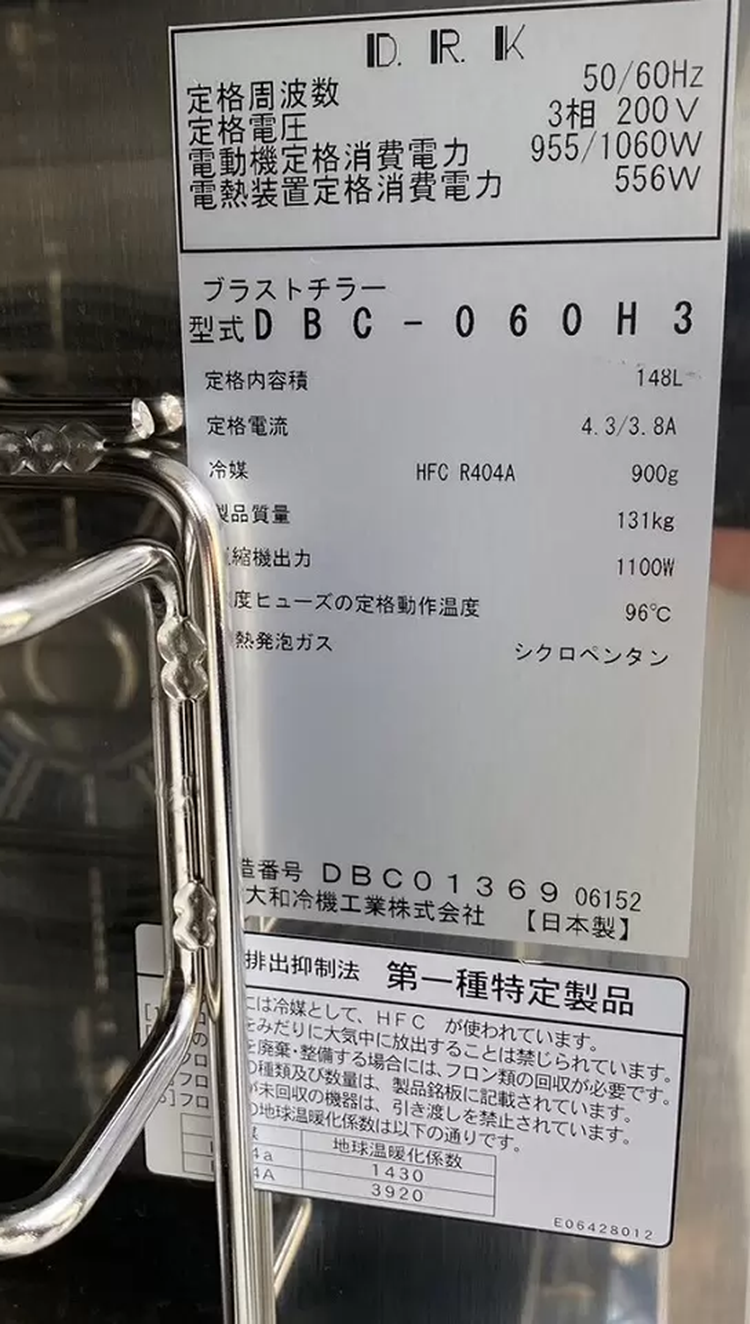 D. R. K
定格周波数 50/60Hz
定格電圧 3相 200V
電動機定格消費電力 955/1060W
電熱装置定格消費電力 556W
ブラストチラー
型式 DBC-060H3
定格内容積 148L
定格電流 4.3/3.8A
冷媒 HFC R404A 900g
製品質量 131kg
縮機出力 1100W
度ヒューズの定格動作温度 96℃
熱発泡ガス シクロペンタン
造番号 DBC01369 06152
大和冷機工業株式会社 【日本製】
排出抑制法 第一種特定製品
には冷媒として、HFC が使われています。
をみだりに大気中に放出することは禁じられています。
を廃棄・整備する場合には、フロン類の回収が必要です。
の種類及び数量は、製品銘板に記載されています。
が未回収の機器は、引き渡しを禁止されています。
の地球温暖化係数は以下の通りです。
地球温暖化係数
4a 1430
4A 3920
E06428012